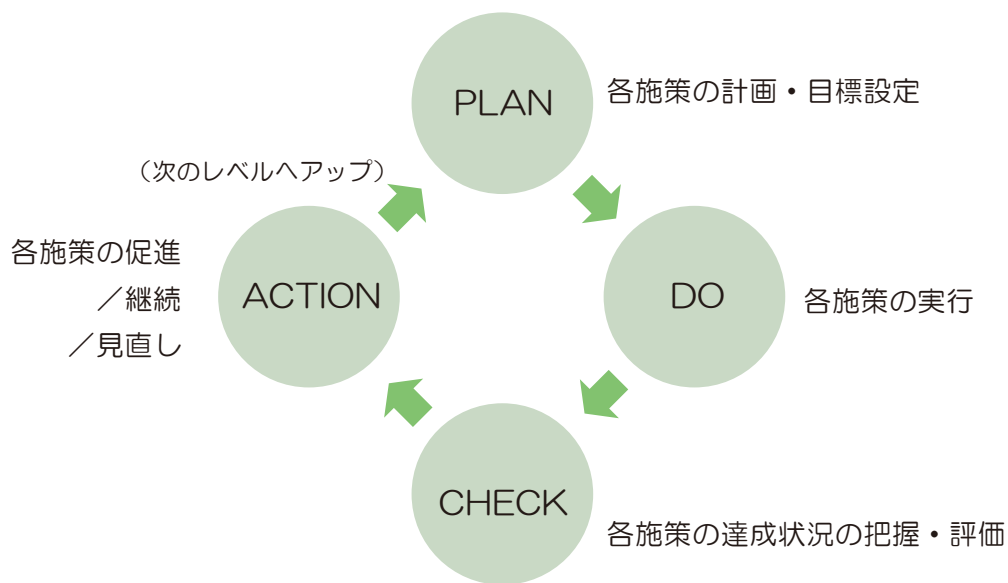 PLAN
各施策の計画・目標設定
（次のレベルへアップ）
各施策の促進
／継続
／見直し
ACTION
DO
各施策の実行
CHECK
各施策の達成状況の把握・評価